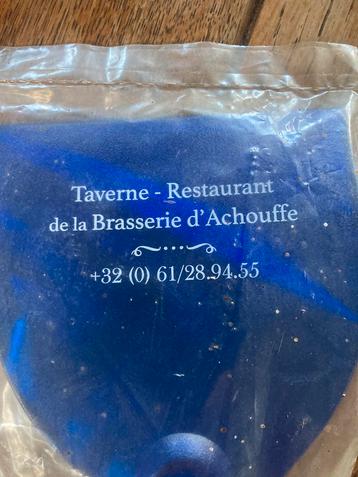 Taverne - Restaurant
de la Brasserie d'Achouffe
+32 (0) 61/28.94.55